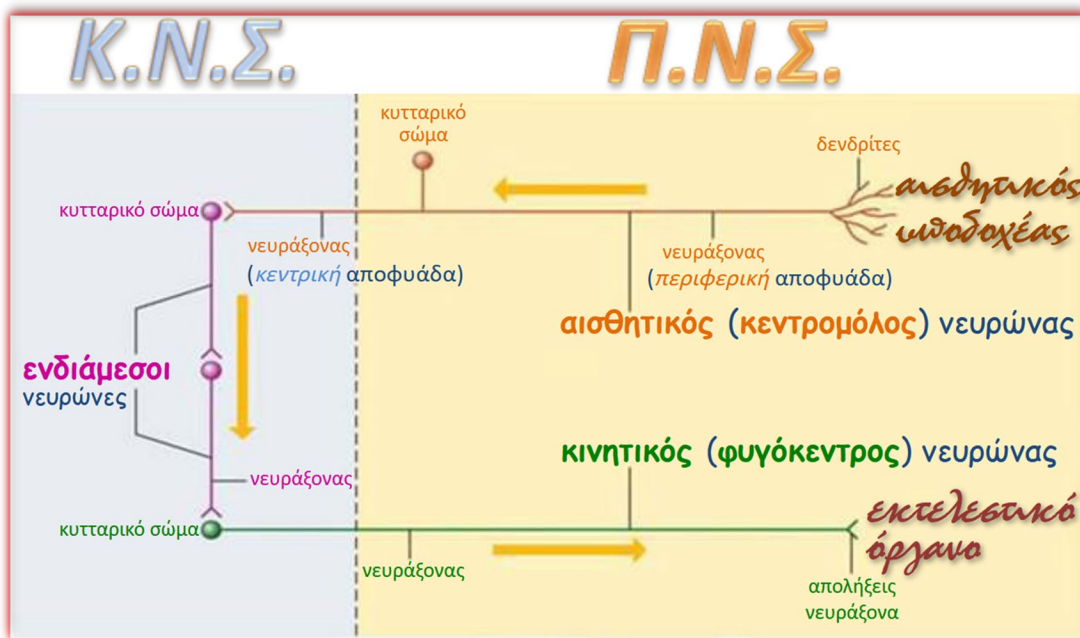 Κ.Ν.Σ.
Π.Ν.Σ.
κυτταρικό
σώμα
δενδρίτες
αισθητικός
υποδοχέας
κυτταρικό σώμα
νευράξονας
(κεντρική αποφυάδα)
νευράξονας
(περιφερική αποφυάδα)
αισθητικός (κεντρομόλος) νευρώνας
ενδιάμεσοι
νευρώνες
κινητικός (φυγόκεντρος) νευρώνας
νευράξονας
εκτελεστικό
όργανο
κυτταρικό σώμα
νευράξονας
απολήξεις
νευράξονα